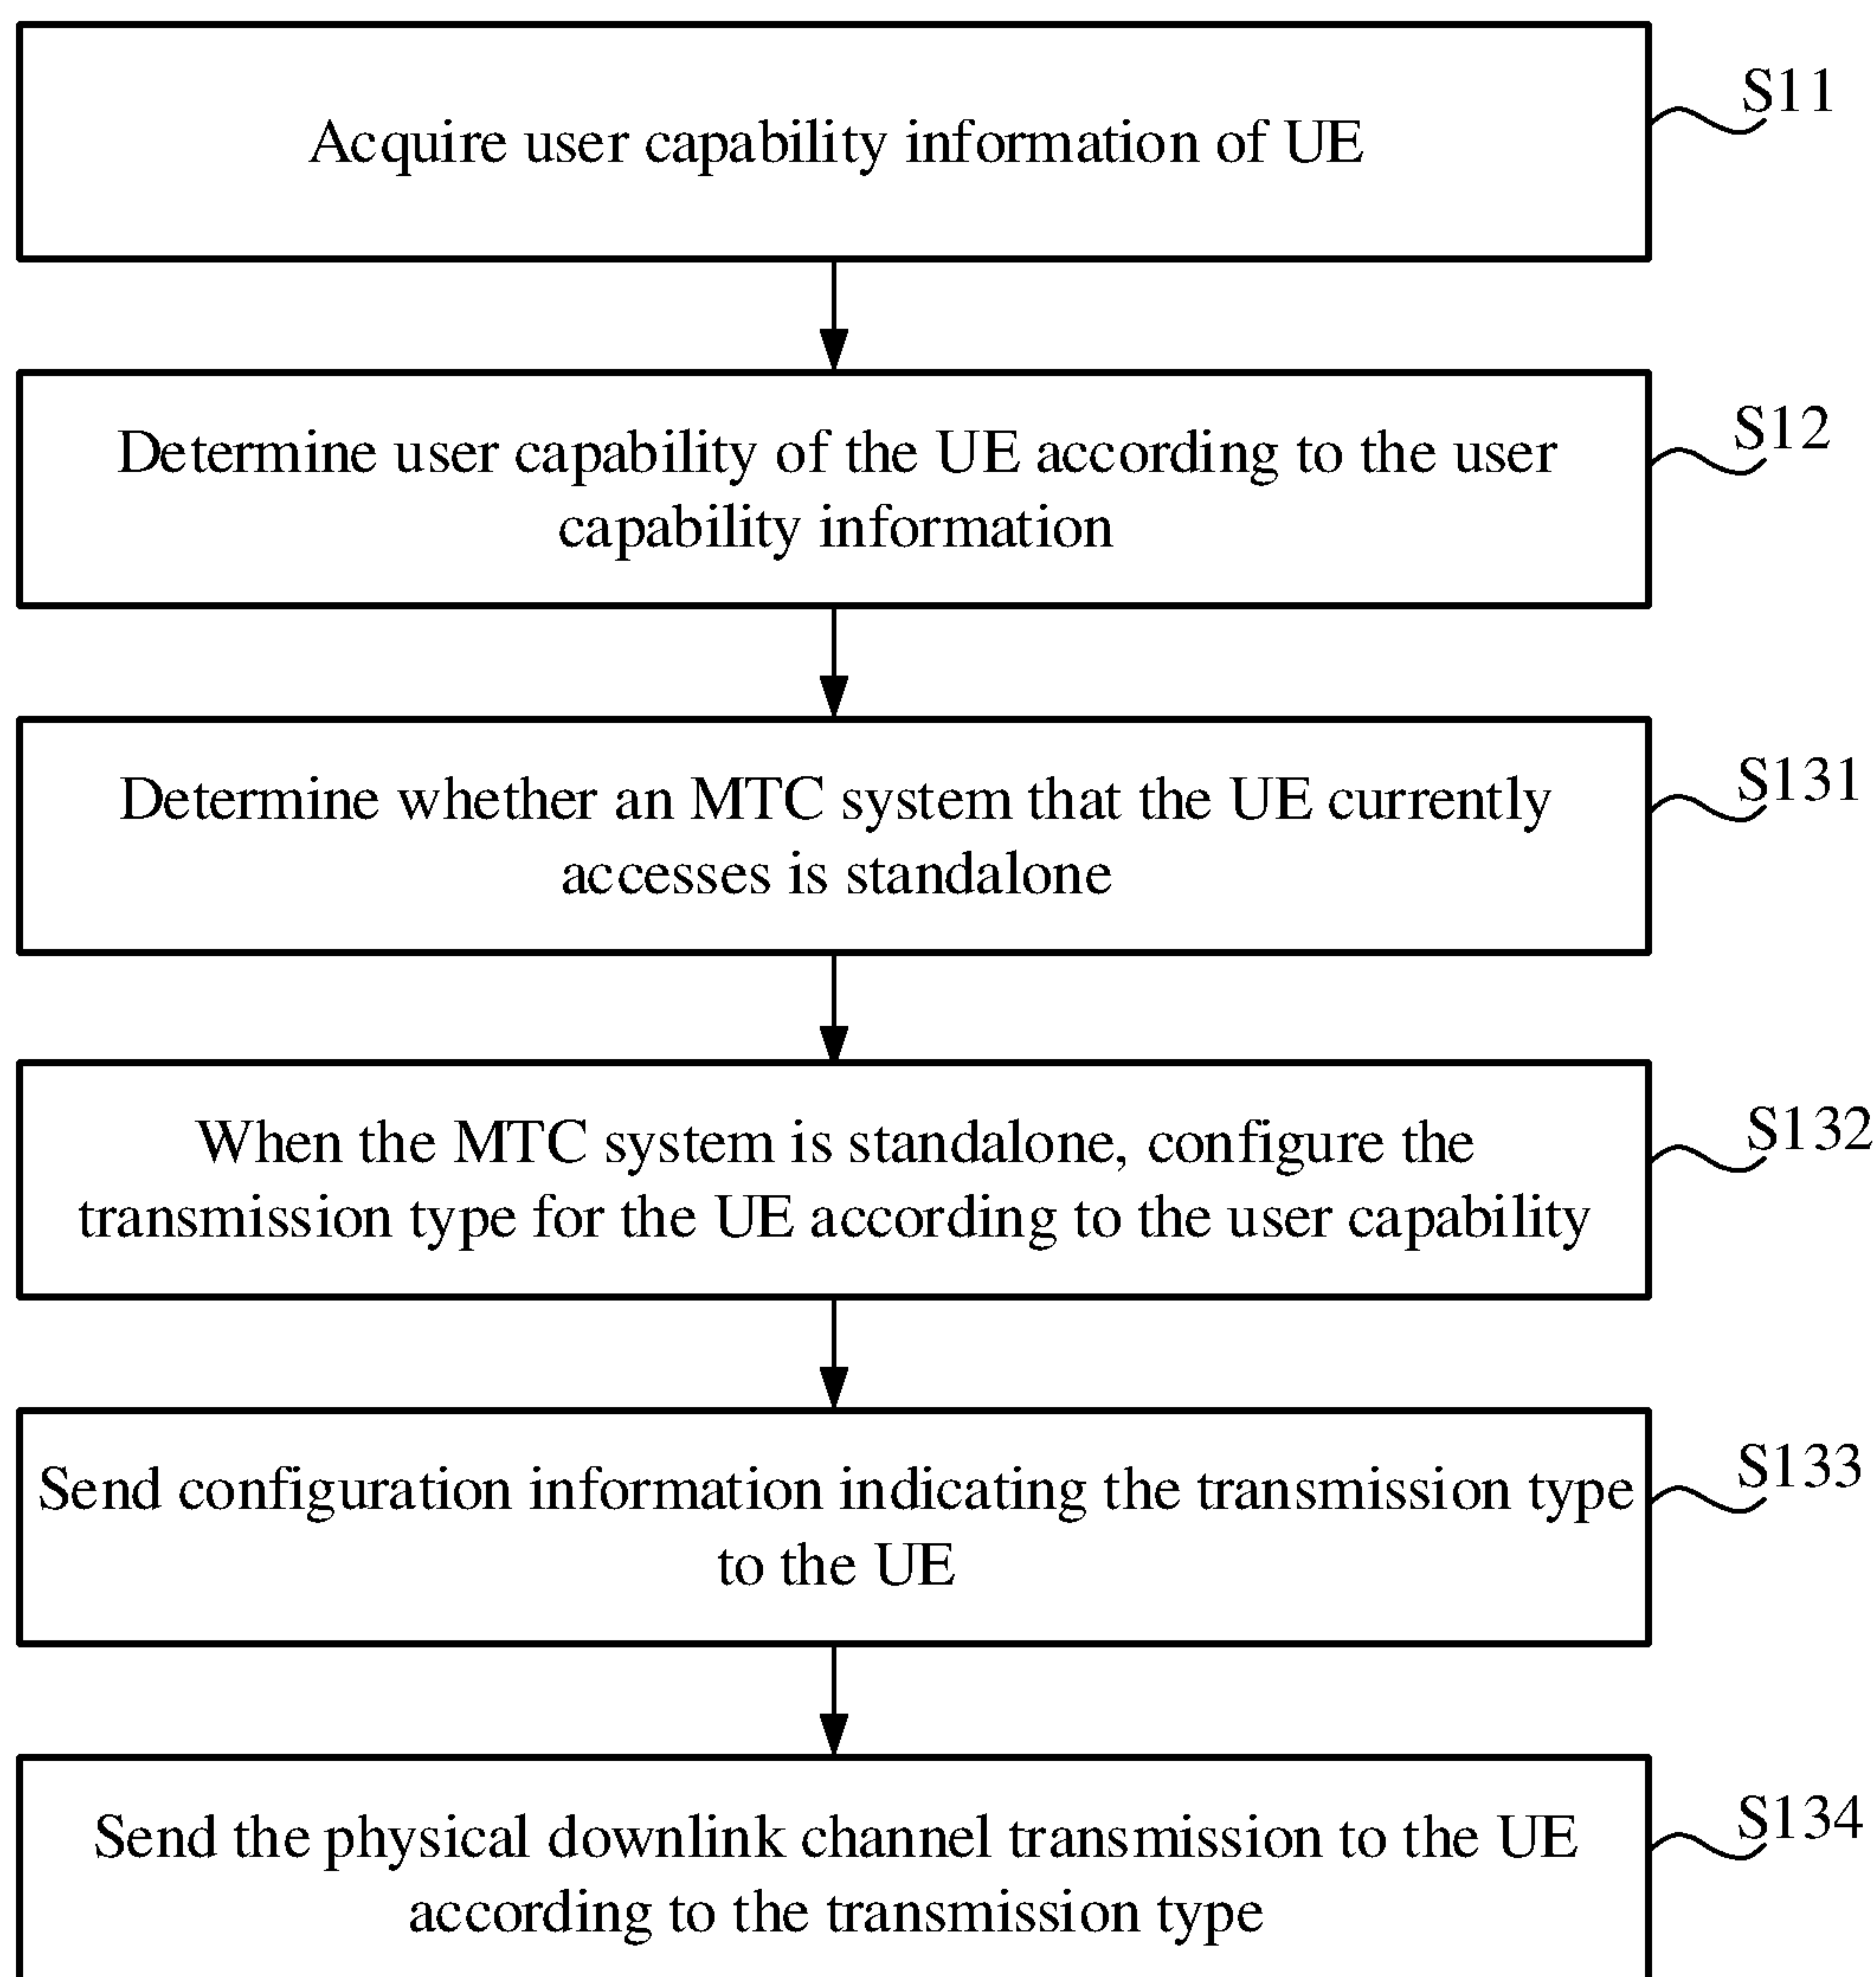 Acquire user capability information of UE
S11
Determine user capability of the UE according to the user
capability information
S12
Determine whether an MTC system that the UE currently
accesses is standalone
S131
When the MTC system is standalone, configure the
transmission type for the UE according to the user capability
S132
Send configuration information indicating the transmission type
to the UE
S133
Send the physical downlink channel transmission to the UE
according to the transmission type
S134